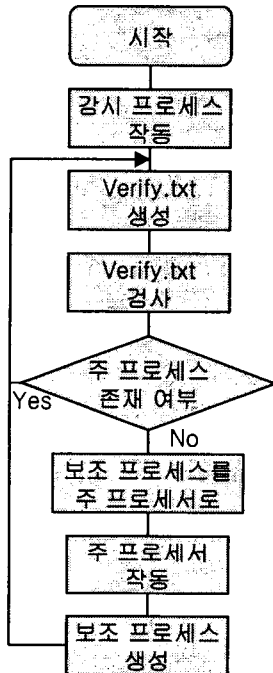 시작
감시 프로세스
작동
Verify.txt
생성
Verify.txt
검사
주 프로세스
존재 여부
Yes
No
보조 프로세스를
주 프로세서로
주 프로세서
작동
보조 프로세스
생성